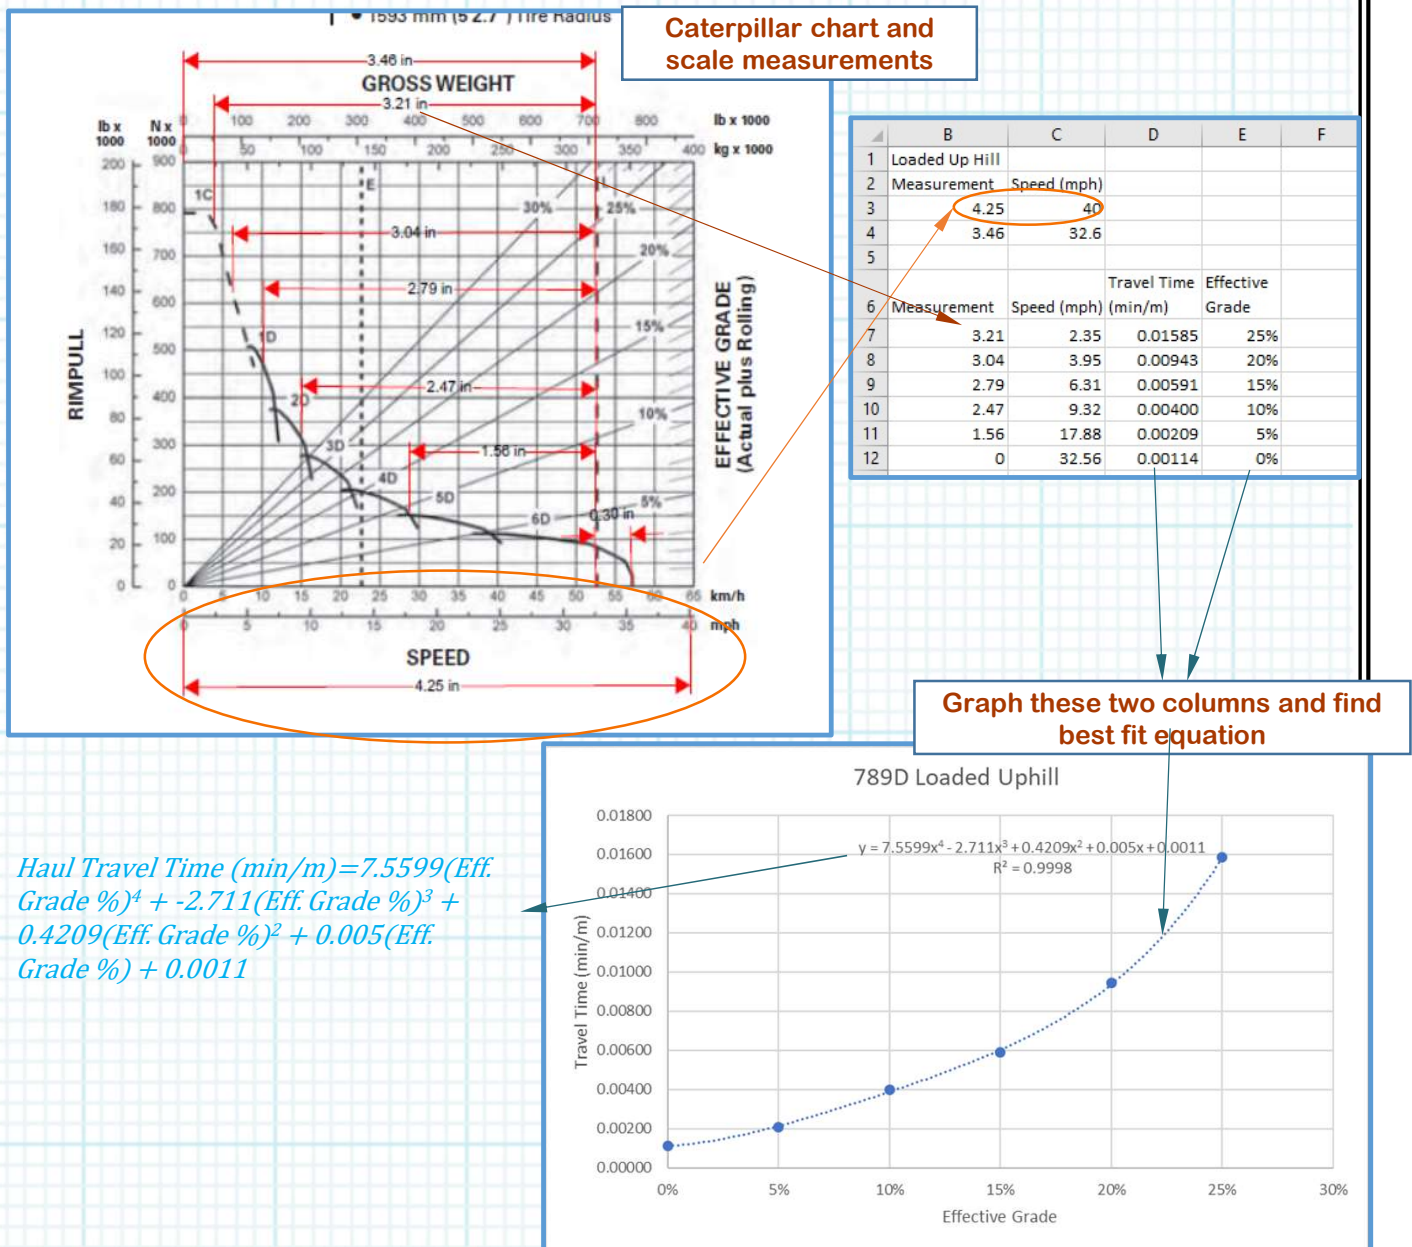 • 1593 mm (5'2.7") Tire Radius
Caterpillar chart and
scale measurements
3.46 in
GROSS WEIGHT
3.21 in
0 100 200 300 400 500 600 700 800 lb x 1000
0 50 100 150 200 250 300 350 400 kg x 1000
lb x
1000
N x
1000
200
180
160
140
120
100
80
60
40
20
0
900
800
700
600
500
400
300
200
100
0
RIMPULL
1C
1D
2D
3D
4D
5D
6D
E
L
30%
25%
20%
15%
10%
5%
3.04 in
2.79 in
2.47 in
1.56 in
0.30 in
EFFECTIVE GRADE
(Actual plus Rolling)
0 5 10 15 20 25 30 35 40 45 50 55 60 65 km/h
0 5 10 15 20 25 30 35 40 mph
SPEED
4.25 in
B C D E F
1 Loaded Up Hill
2 Measurement Speed (mph)
3 4.25 40
4 3.46 32.6
5
Travel Time Effective
6 Measurement Speed (mph) (min/m) Grade
7 3.21 2.35 0.01585 25%
8 3.04 3.95 0.00943 20%
9 2.79 6.31 0.00591 15%
10 2.47 9.32 0.00400 10%
11 1.56 17.88 0.00209 5%
12 0 32.56 0.00114 0%
Graph these two columns and find
best fit equation
Haul Travel Time (min/m)=7.5599(Eff.
Grade %)⁴ + -2.711(Eff. Grade %)³ +
0.4209(Eff. Grade %)² + 0.005(Eff.
Grade %) + 0.0011
789D Loaded Uphill
y = 7.5599x⁴ - 2.711x³ + 0.4209x² + 0.005x + 0.0011
R² = 0.9998
Travel Time (min/m)
0.01800
0.01600
0.01400
0.01200
0.01000
0.00800
0.00600
0.00400
0.00200
0.00000
0% 5% 10% 15% 20% 25% 30%
Effective Grade